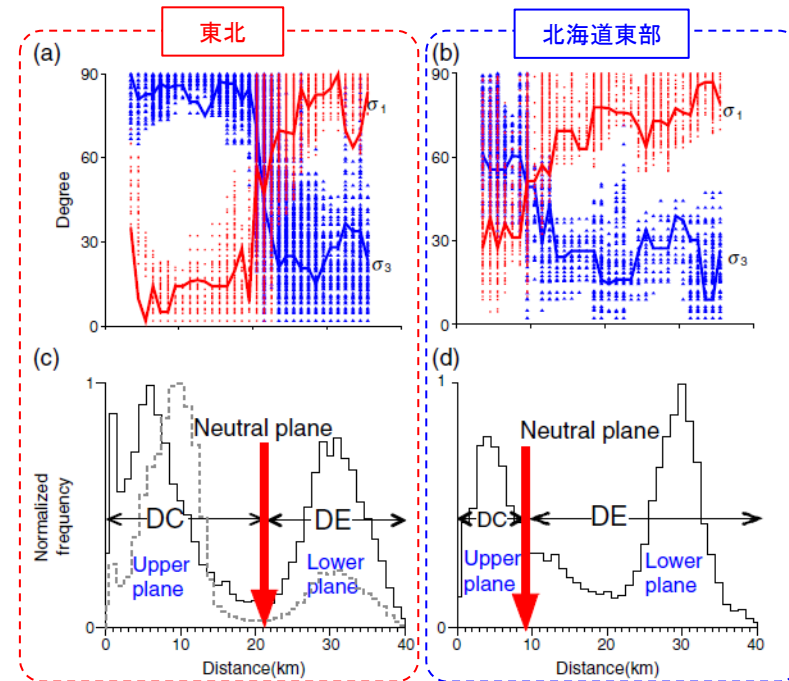 東北
北海道東部
(a)
90
60
30
0
Degree
σ1
σ3
(b)
90
60
30
0
σ1
σ3
(c)
1
0
Normalized
frequency
Neutral plane
DC
DE
Upper
plane
Lower
plane
0
10
20
30
40
Distance(km)
(d)
1
0
Neutral plane
DC
DE
Upper
plane
Lower
plane
0
10
20
30
40
Distance(km)